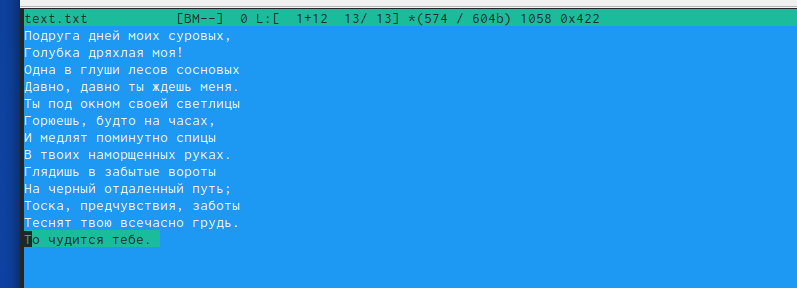 text.txt [BM--] 0 L:[ 1+12 13/ 13] *(574 / 604b) 1058 0x422
Подруга дней моих суровых,
Голубка дряхлая моя!
Одна в глуши лесов сосновых
Давно, давно ты ждешь меня.
Ты под окном своей светлицы
Горюешь, будто на часах,
И медлят поминутно спицы
В твоих наморщенных руках.
Глядишь в забытые вороты
На черный отдаленный путь;
Тоска, предчувствия, заботы
Теснят твою всечасно грудь.
То чудится тебе.